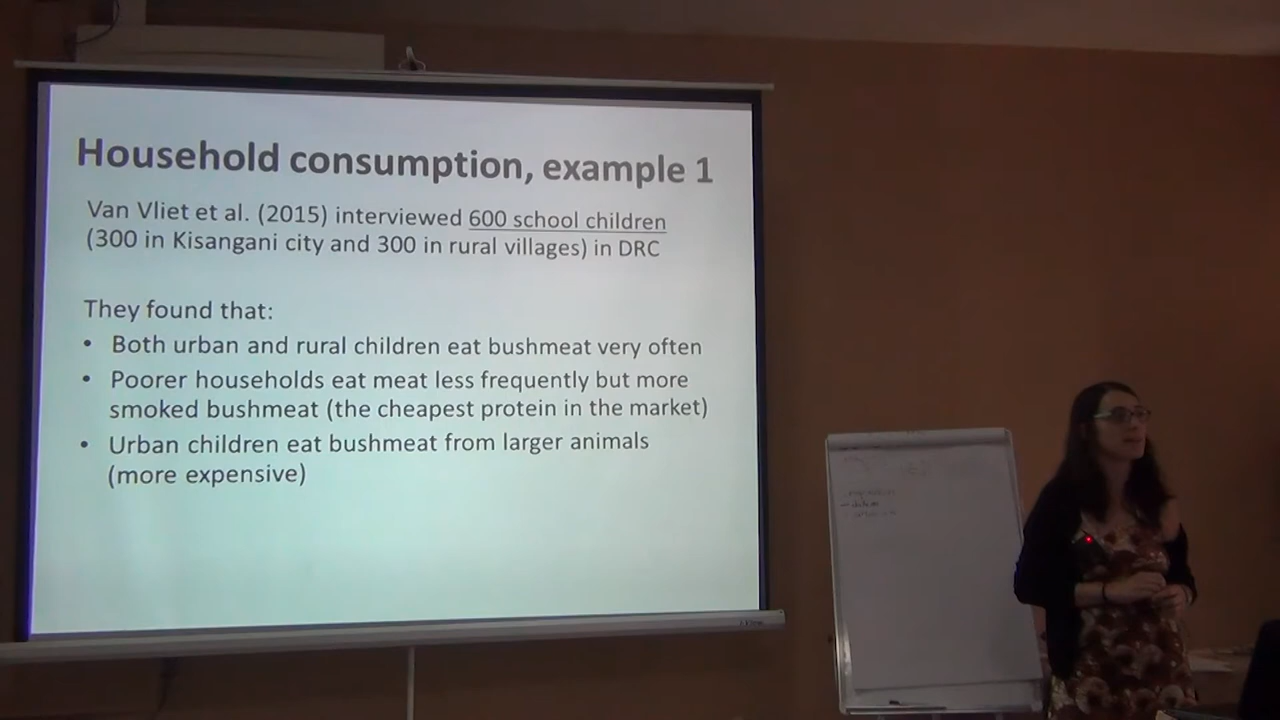 Household consumption, example 1
Van Vliet et al. (2015) interviewed 600 school children
(300 in Kisangani city and 300 in rural villages) in DRC
They found that:
• Both urban and rural children eat bushmeat very often
• Poorer households eat meat less frequently but more
smoked bushmeat (the cheapest protein in the market)
• Urban children eat bushmeat from larger animals
(more expensive)